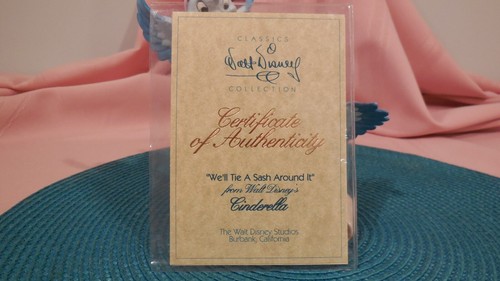 CLASSICS
Walt Disney
COLLECTION
Certificate
of Authenticity
"We'll Tie A Sash Around It"
from Walt Disney's
Cinderella
The Walt Disney Studios
Burbank, California